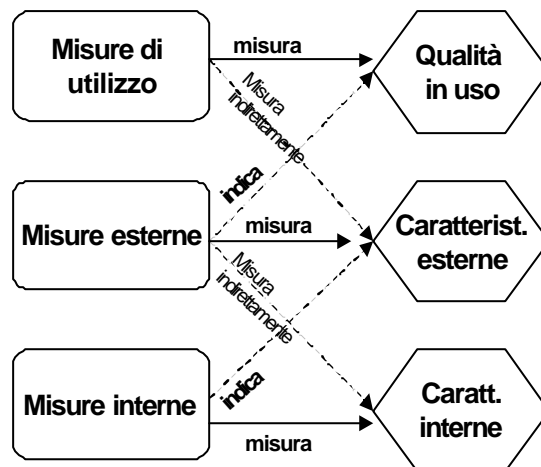 Misure di
utilizzo
misura
Qualità
in uso
Misura
indirettamente
indica
Misure esterne
misura
Caratterist.
esterne
Misura
indirettamente
indica
Misure interne
misura
Caratt.
interne